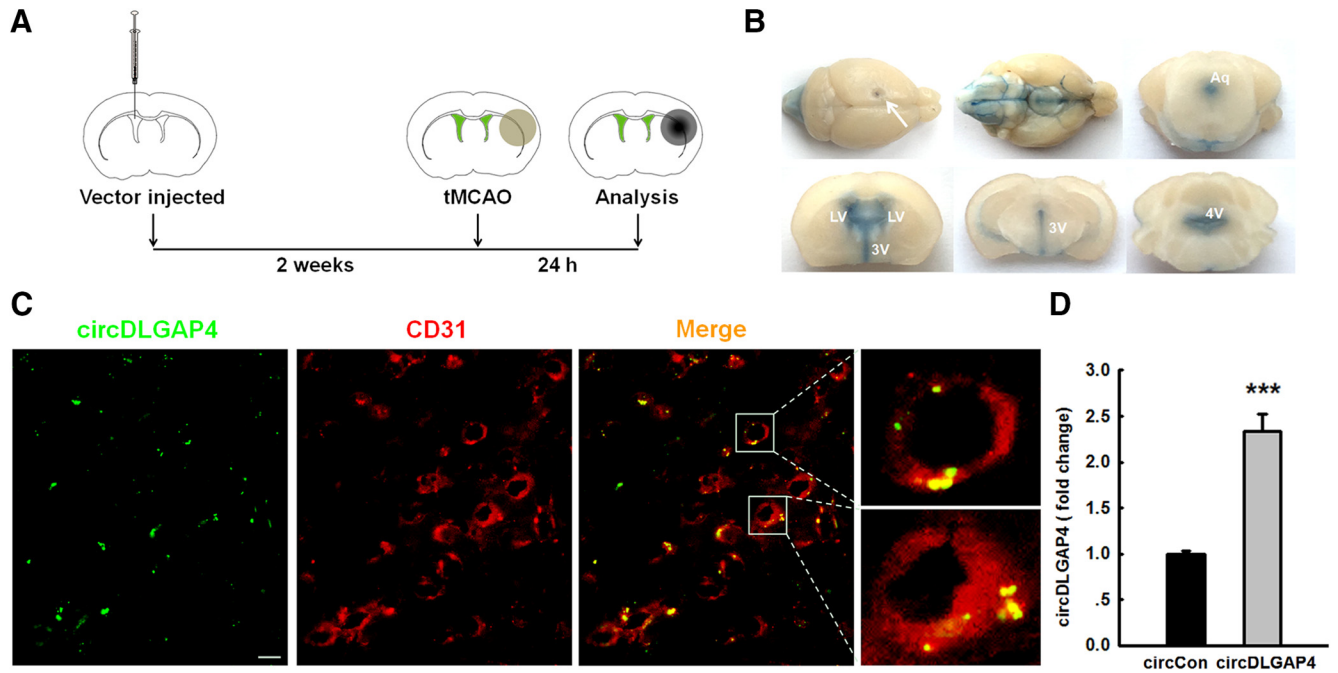 A
Vector injected
tMCAO
Analysis
2 weeks
24 h
B
Aq
LV
LV
3V
3V
4V
C
circDLGAP4
CD31
Merge
D
circDLGAP4 ( fold change)
3.0
2.5
2.0
1.5
1.0
.5
0.0
***
circCon circDLGAP4